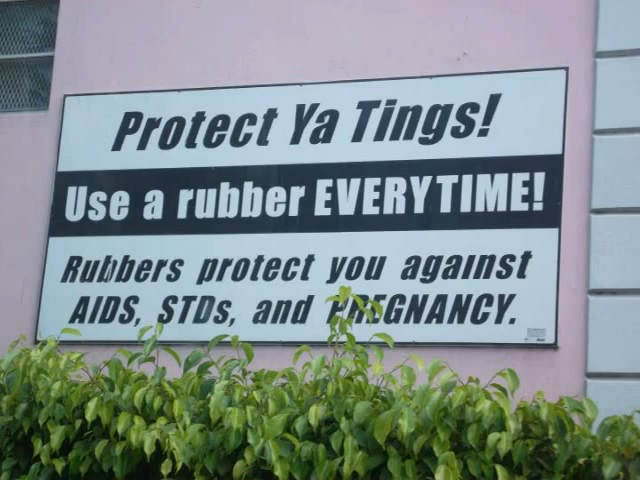 Protect Ya Tings!
Use a rubber EVERYTIME!
Rubbers protect you against
AIDS, STDs, and PREGNANCY.